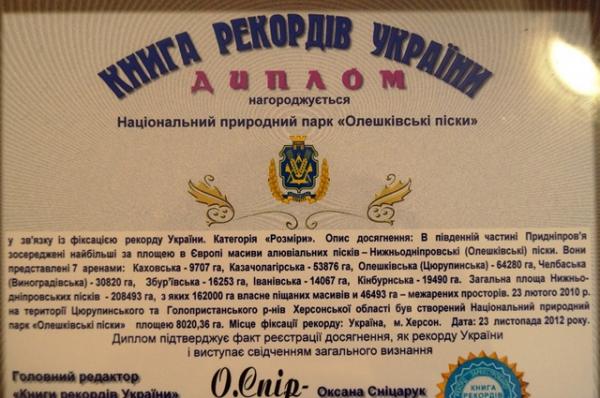 КНИГА РЕКОРДІВ УКРАЇНИ
ДИПЛОМ
нагороджується
Національний природний парк «Олешківські піски»
у зв'язку із фіксацією рекорду України. Категорія «Розміри». Опис досягнення: В південній частині Придніпров'я
зосереджені найбільші за площею в Європі масиви алювіальних пісків – Нижньодніпровські (Олешківські) піски. Вони
представлені 7 аренами: Каховська - 9707 га, Казачолагірська - 53876 га, Олешківська (Цюрупинська) - 64280 га, Челбаська
(Виноградівська) - 30820 га, Збур'ївська - 16253 га, Іванівська - 14067 га, Кінбурнська - 19490 га. Загальна площа Нижньо-
дніпровських пісків - 208493 га, з яких 162000 га власне піщаних масивів и 46493 га – межарених просторів. 23 лютого 2010 р.
на території Цюрупинського та Голопристанського р-нів Херсонської області був створений Національний природний
парк «Олешківські піски» площею 8020,36 га. Місце фіксації рекорду: Україна, м. Херсон. Дата: 23 листопада 2012 року.
Диплом підтверджує факт реєстрації досягнення, як рекорду України
і виступає свідченням загального визнання
Головний редактор
«Книги рекордів України»
О.Спір-
Оксана Сніцарук
КНИГА
РЕКОРДІВ